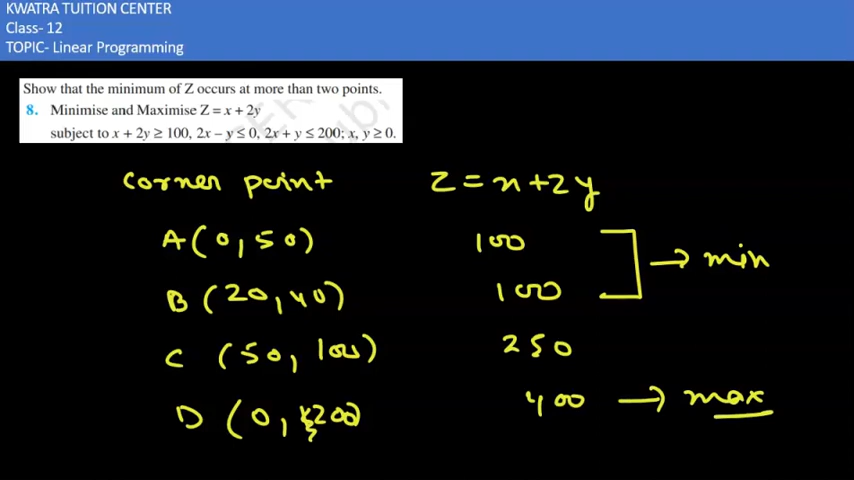 KWATRA TUITION CENTER
Class- 12
TOPIC- Linear Programming
Show that the minimum of Z occurs at more than two points.
8. Minimise and Maximise Z = x + 2y
subject to x + 2y ≥ 100, 2x – y ≤ 0, 2x + y ≤ 200; x, y ≥ 0.
corner point Z = x + 2y
A (0, 50) 100
B (20, 40) 100 → min
C (50, 100) 250
D (0, 200) 400 → max